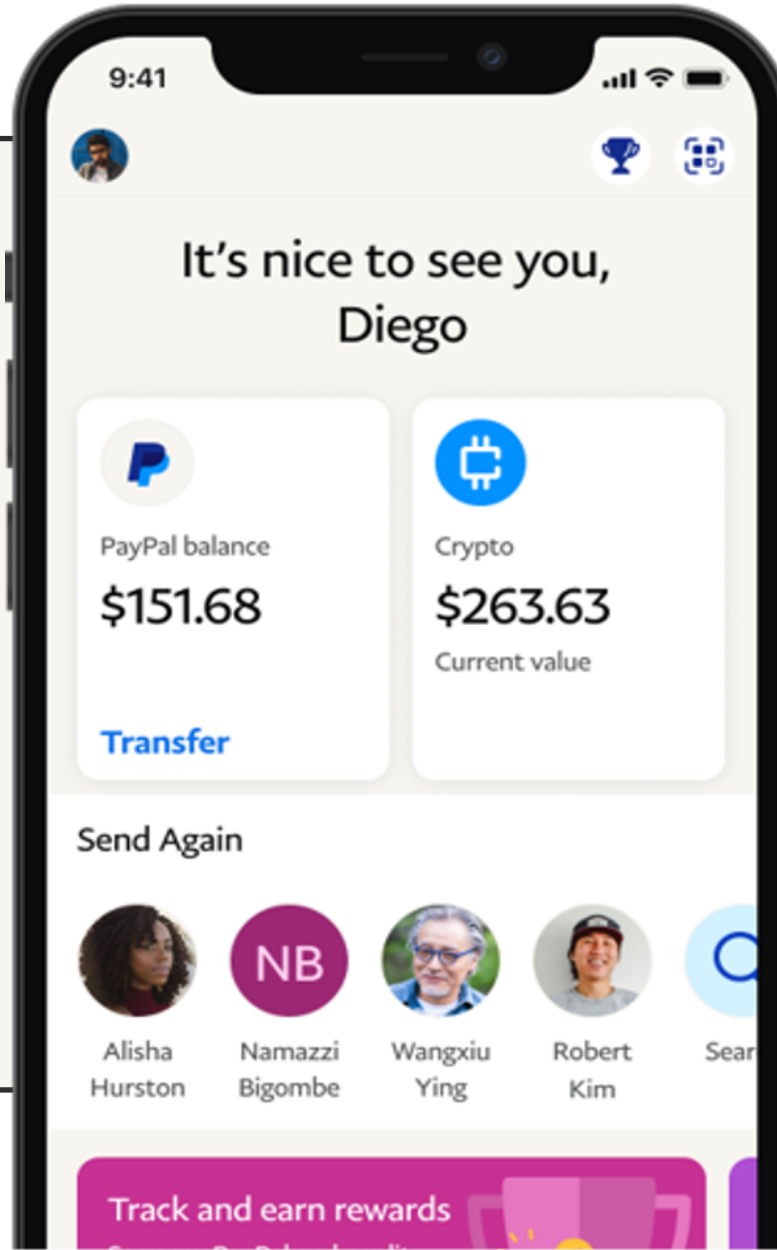 9:41
It's nice to see you,
Diego
PayPal balance
$151.68
Transfer
Crypto
$263.63
Current value
Send Again
Alisha
Hurston
NB
Namazzi
Bigombe
Wangxiu
Ying
Robert
Kim
Sear
Track and earn rewards